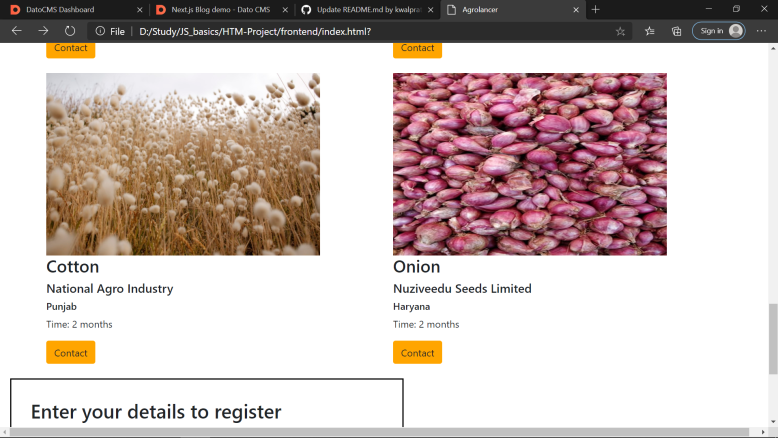 DatoCMS Dashboard
Next.js Blog demo - Dato CMS
Update README.md by kwalpra
Agrolancer
File
D:/Study/JS_basics/HTM-Project/frontend/index.html?
Sign in
Contact
Contact
Cotton
National Agro Industry
Punjab
Time: 2 months
Contact
Onion
Nuziveedu Seeds Limited
Haryana
Time: 2 months
Contact
Enter your details to register